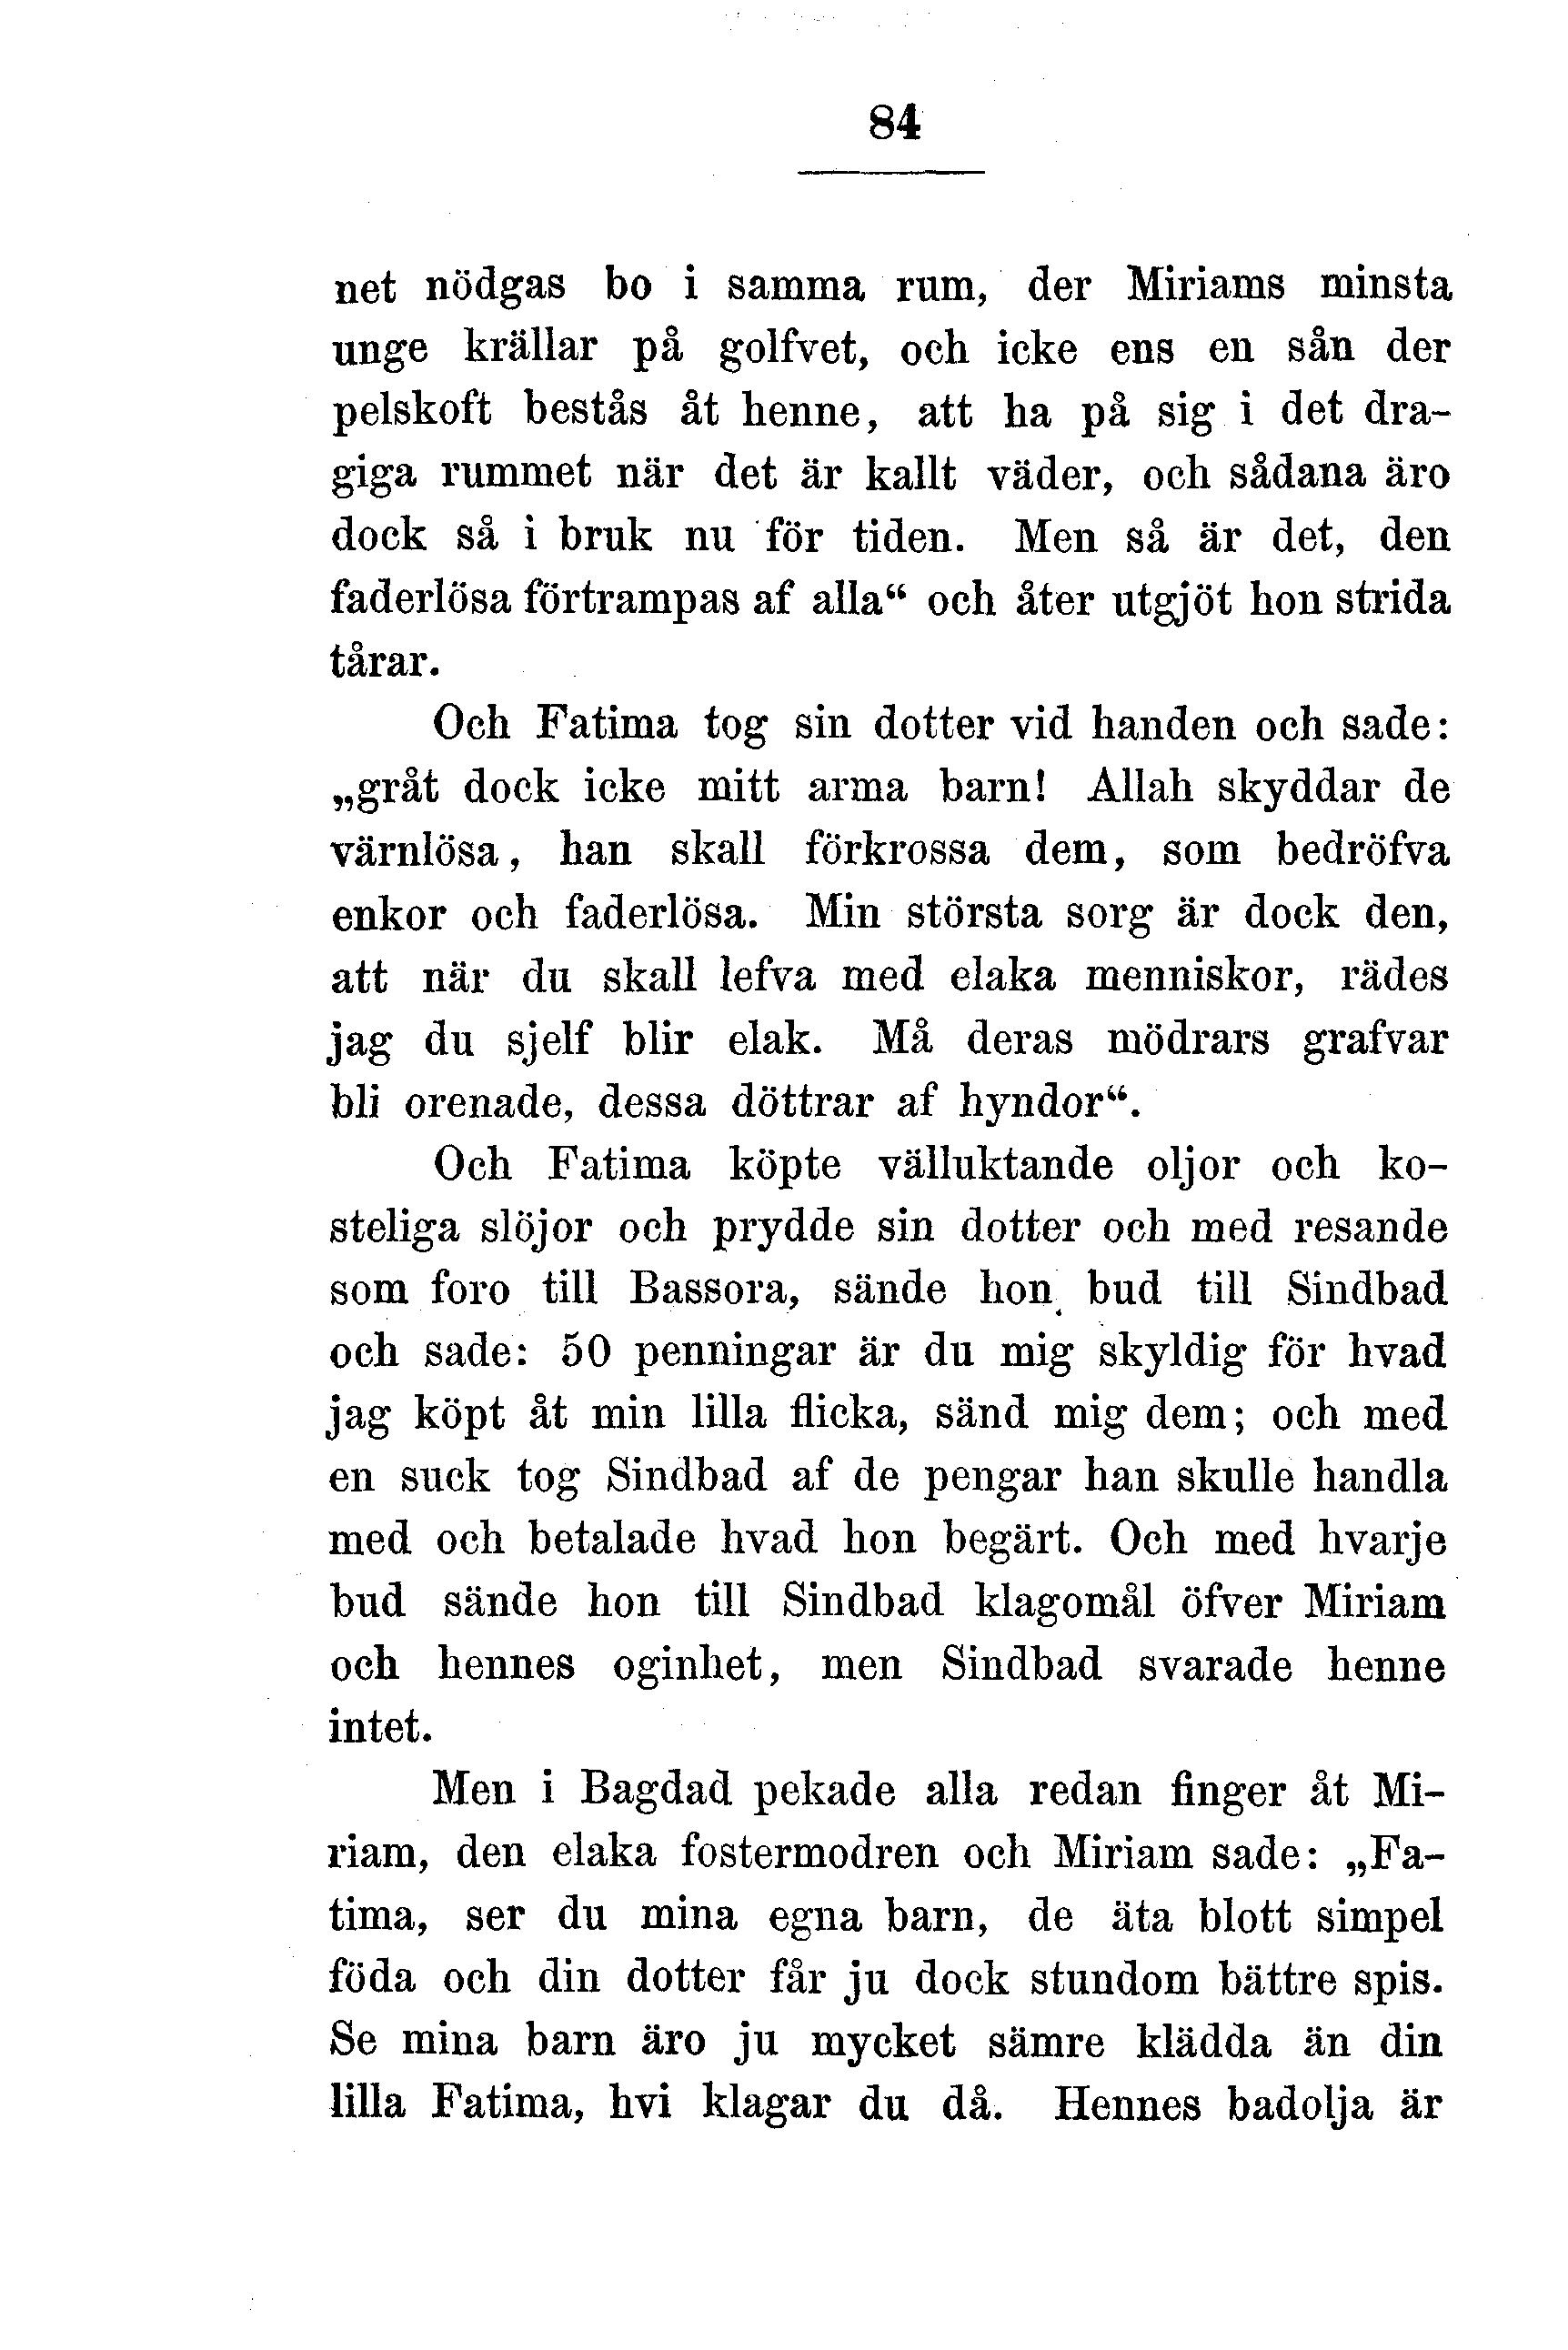 84
net nödgas bo i samma rum, der Miriams minsta
unge krällar på golfvet, och icke ens en sån der
pelskoft bestås åt henne, att ha på sig i det dra-
giga rummet när det är kallt väder, och sådana äro
dock så i bruk nu för tiden. Men så är det, den
faderlösa förtrampas af alla“ och åter utgjöt hon strida
tårar.
Och Fatima tog sin dotter vid handen och sade:
„gråt dock icke mitt arma barn! Allah skyddar de
värnlösa, han skall förkrossa dem, som bedröfva
enkor och faderlösa. Min största sorg är dock den,
att när du skall lefva med elaka menniskor, rädes
jag du sjelf blir elak. Må deras mödrars grafvar
bli orenade, dessa döttrar af hyndor“.
Och Fatima köpte välluktande oljor och ko-
steliga slöjor och prydde sin dotter och med resande
som foro till Bassora, sände hon bud till Sindbad
och sade: 50 penningar är du mig skyldig för hvad
jag köpt åt min lilla flicka, sänd mig dem; och med
en suck tog Sindbad af de pengar han skulle handla
med och betalade hvad hon begärt. Och med hvarje
bud sände hon till Sindbad klagomål öfver Miriam
och hennes oginhet, men Sindbad svarade henne
intet.
Men i Bagdad pekade alla redan finger åt Mi-
riam, den elaka fostermodren och Miriam sade: „Fa-
tima, ser du mina egna barn, de äta blott simpel
föda och din dotter får ju dock stundom bättre spis.
Se mina barn äro ju mycket sämre klädda än din
lilla Fatima, hvi klagar du då. Hennes badolja är